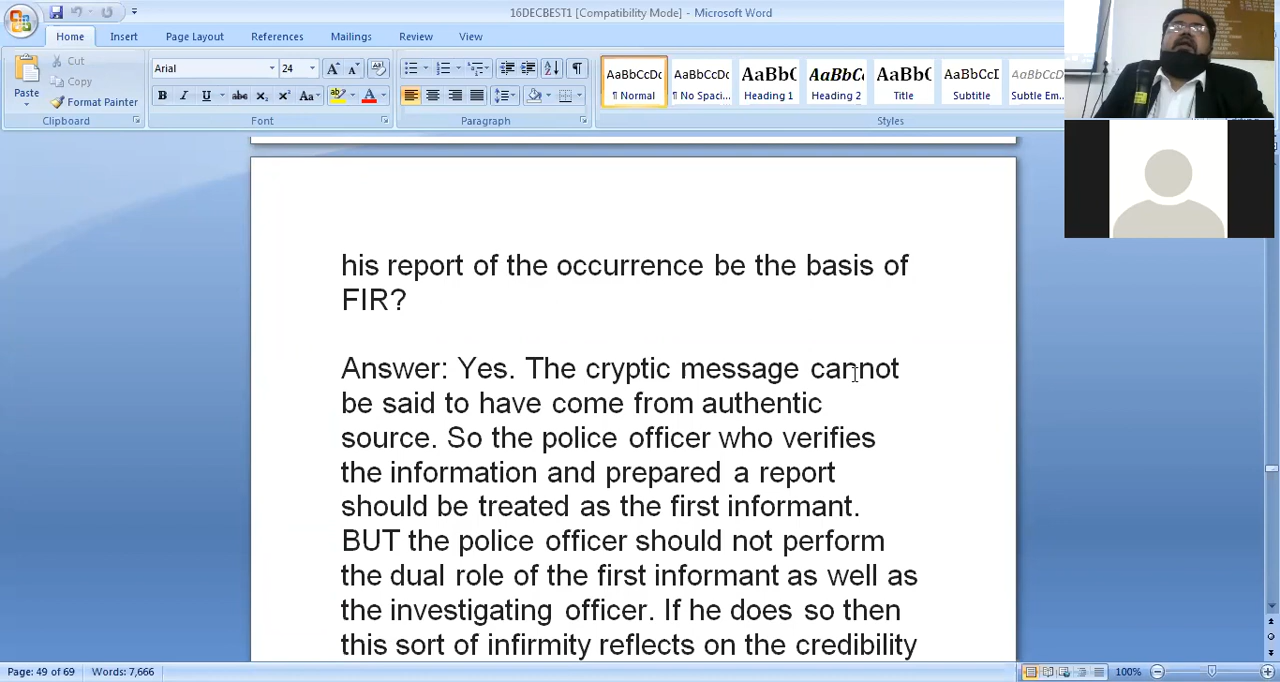 16DECBEST1 [Compatibility Mode] - Microsoft Word
Home Insert Page Layout References Mailings Review View
Paste
Cut
Copy
Format Painter
Clipboard
Arial 24
Font
Paragraph
AaBbCcDc AaBbCcDc AaBbC AaBbCc AaBbC AaBbCcI AaBbCcDc
¶ Normal ¶ No Spaci... Heading 1 Heading 2 Title Subtitle Subtle Em...
Styles
his report of the occurrence be the basis of
FIR?
Answer: Yes. The cryptic message cannot
be said to have come from authentic
source. So the police officer who verifies
the information and prepared a report
should be treated as the first informant.
BUT the police officer should not perform
the dual role of the first informant as well as
the investigating officer. If he does so then
this sort of infirmity reflects on the credibility
Page: 49 of 69 Words: 7,666
100%